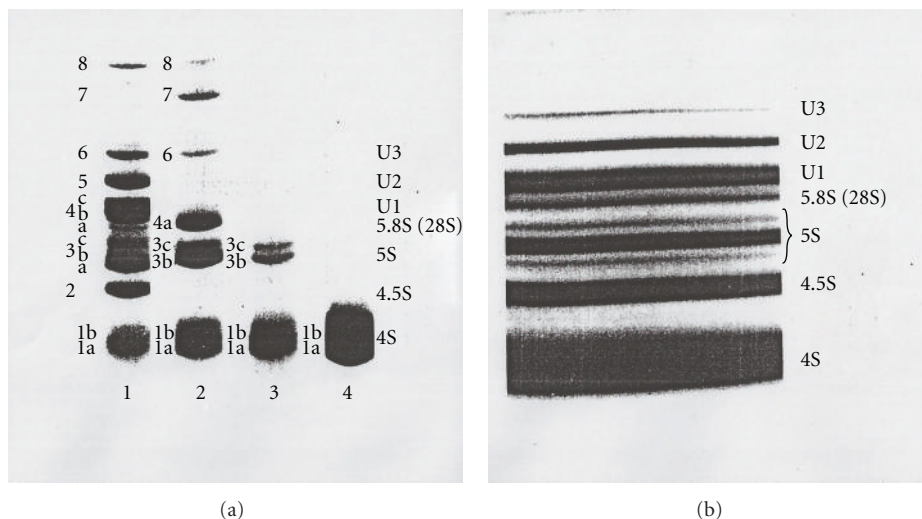 8 8
7 7
6 6 U3
5 U2
c
4 b U1
a 4a 5.8S (28S)
c 3c 3c
3 b 3b 3b 5S
a
2 4.5S
1b 1b 1b 1b
1a 1a 1a 1a 4S
1 2 3 4
(a)
U3
U2
U1
5.8S (28S)
5S
4.5S
4S
(b)